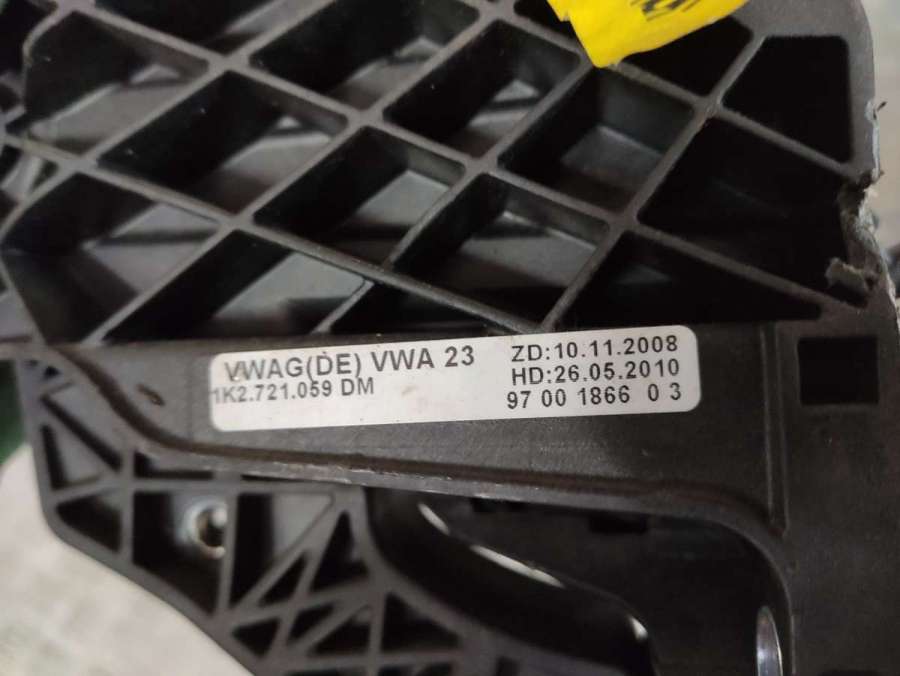 VWAG(DE) VWA 23
1K2.721.059 DM
ZD:10.11.2008
HD:26.05.2010
97 00 1866 0 3